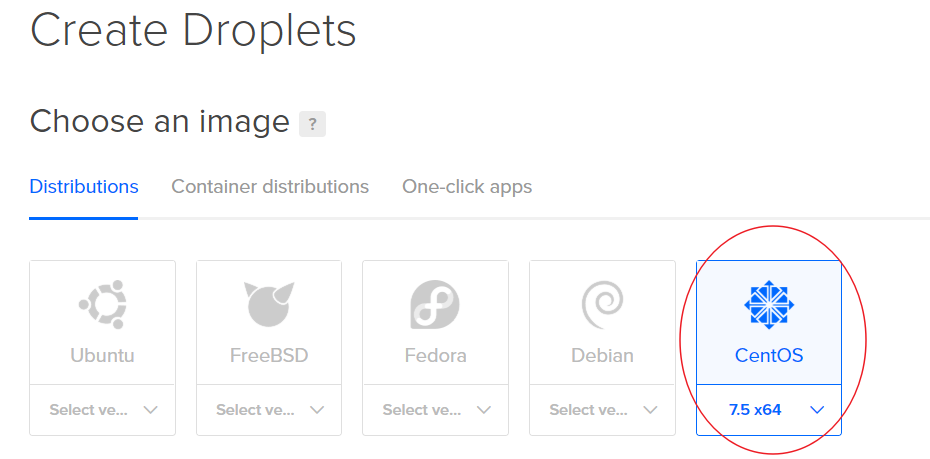 Create Droplets
Choose an image ?
Distributions Container distributions One-click apps
Ubuntu FreeBSD Fedora Debian CentOS
Select ve... Select ve... Select ve... Select ve... 7.5 x64